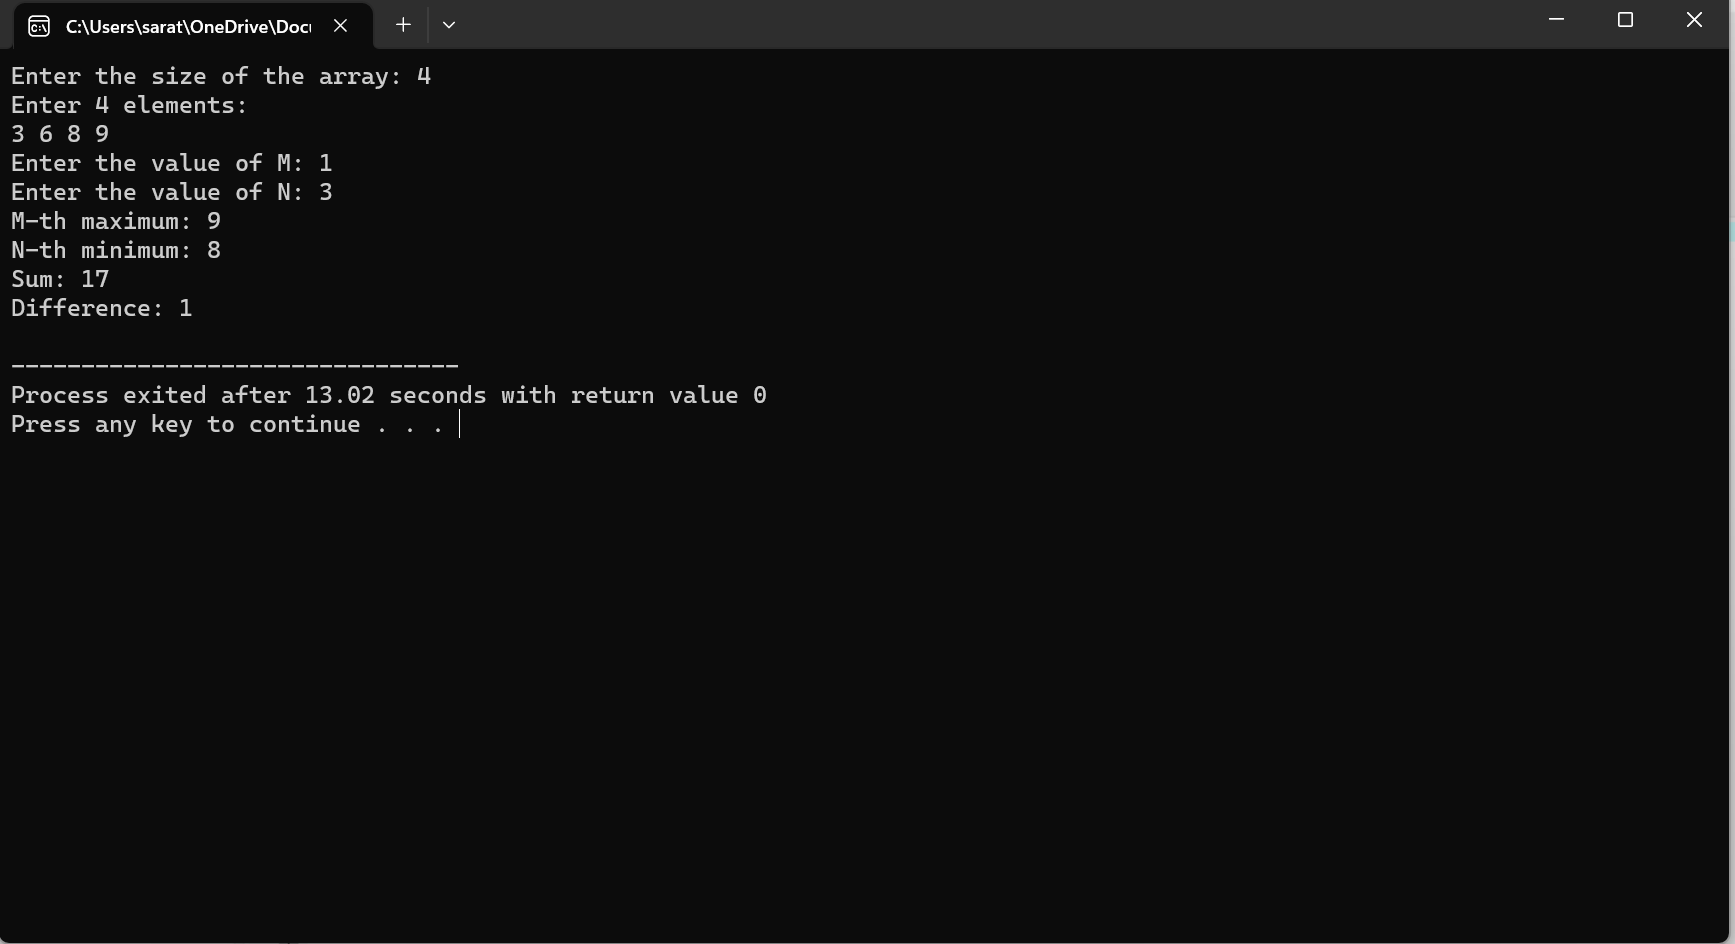 C:\Users\sarat\OneDrive\Doc
Enter the size of the array: 4
Enter 4 elements:
3 6 8 9
Enter the value of M: 1
Enter the value of N: 3
M-th maximum: 9
N-th minimum: 8
Sum: 17
Difference: 1
--------------------------------
Process exited after 13.02 seconds with return value 0
Press any key to continue . . .